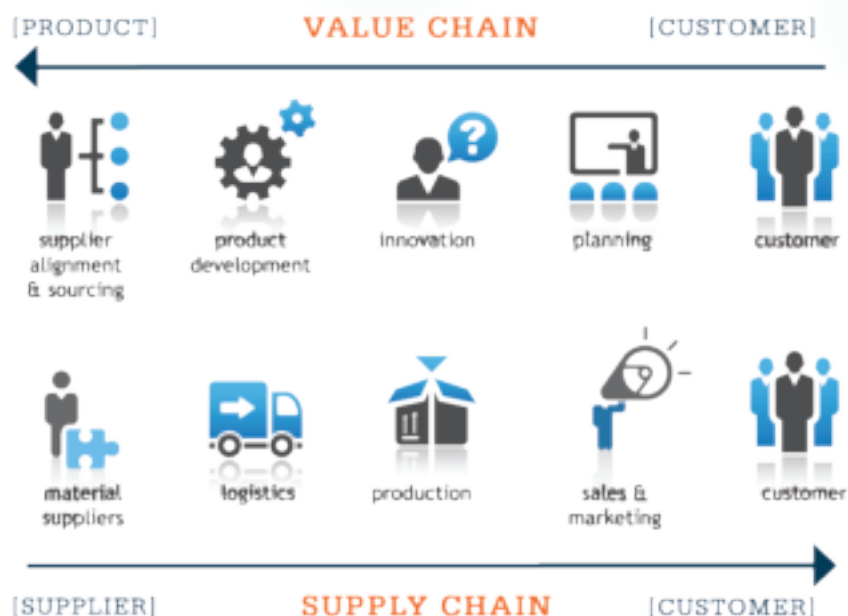 [PRODUCT] VALUE CHAIN [CUSTOMER]
supplier alignment & sourcing
product development
innovation
planning
customer
material suppliers
logistics
production
sales & marketing
customer
[SUPPLIER] SUPPLY CHAIN [CUSTOMER]